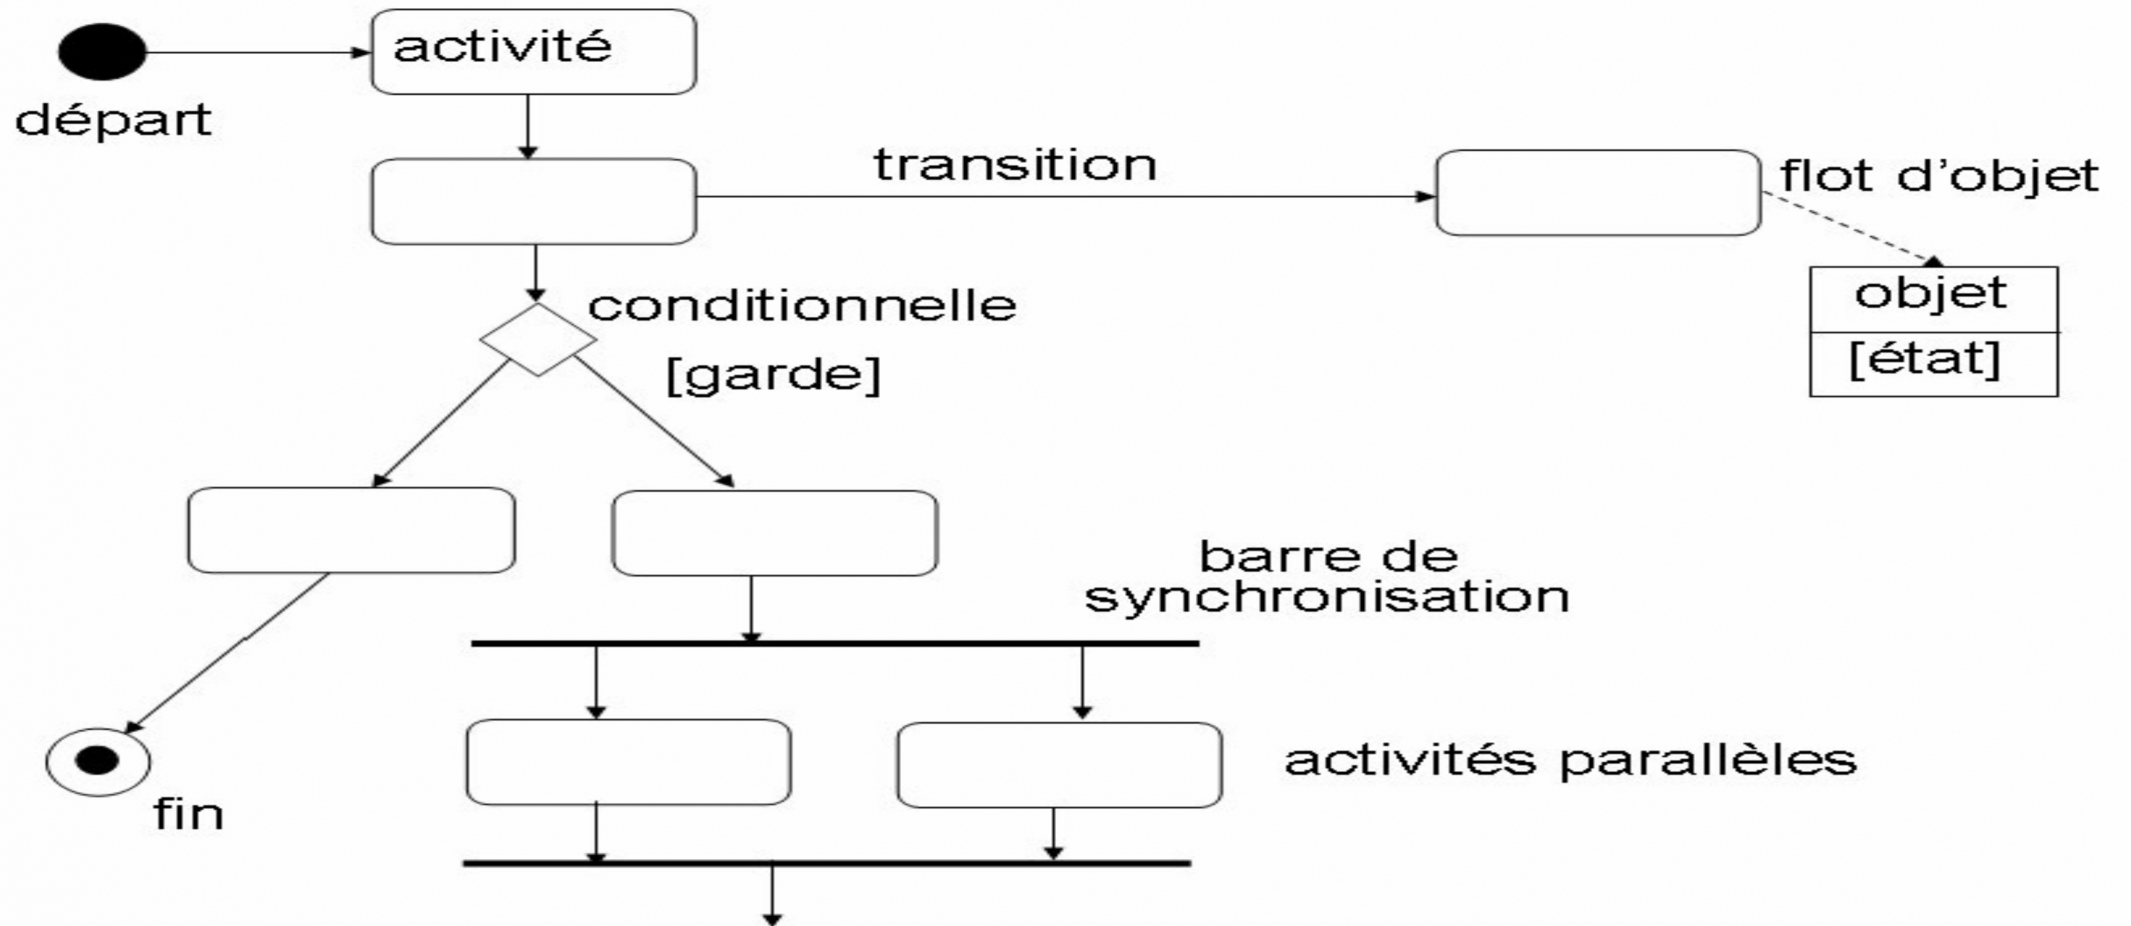 activité
départ
transition
flot d’objet
conditionnelle
objet
[garde]
[état]
barre de
synchronisation
activités parallèles
fin